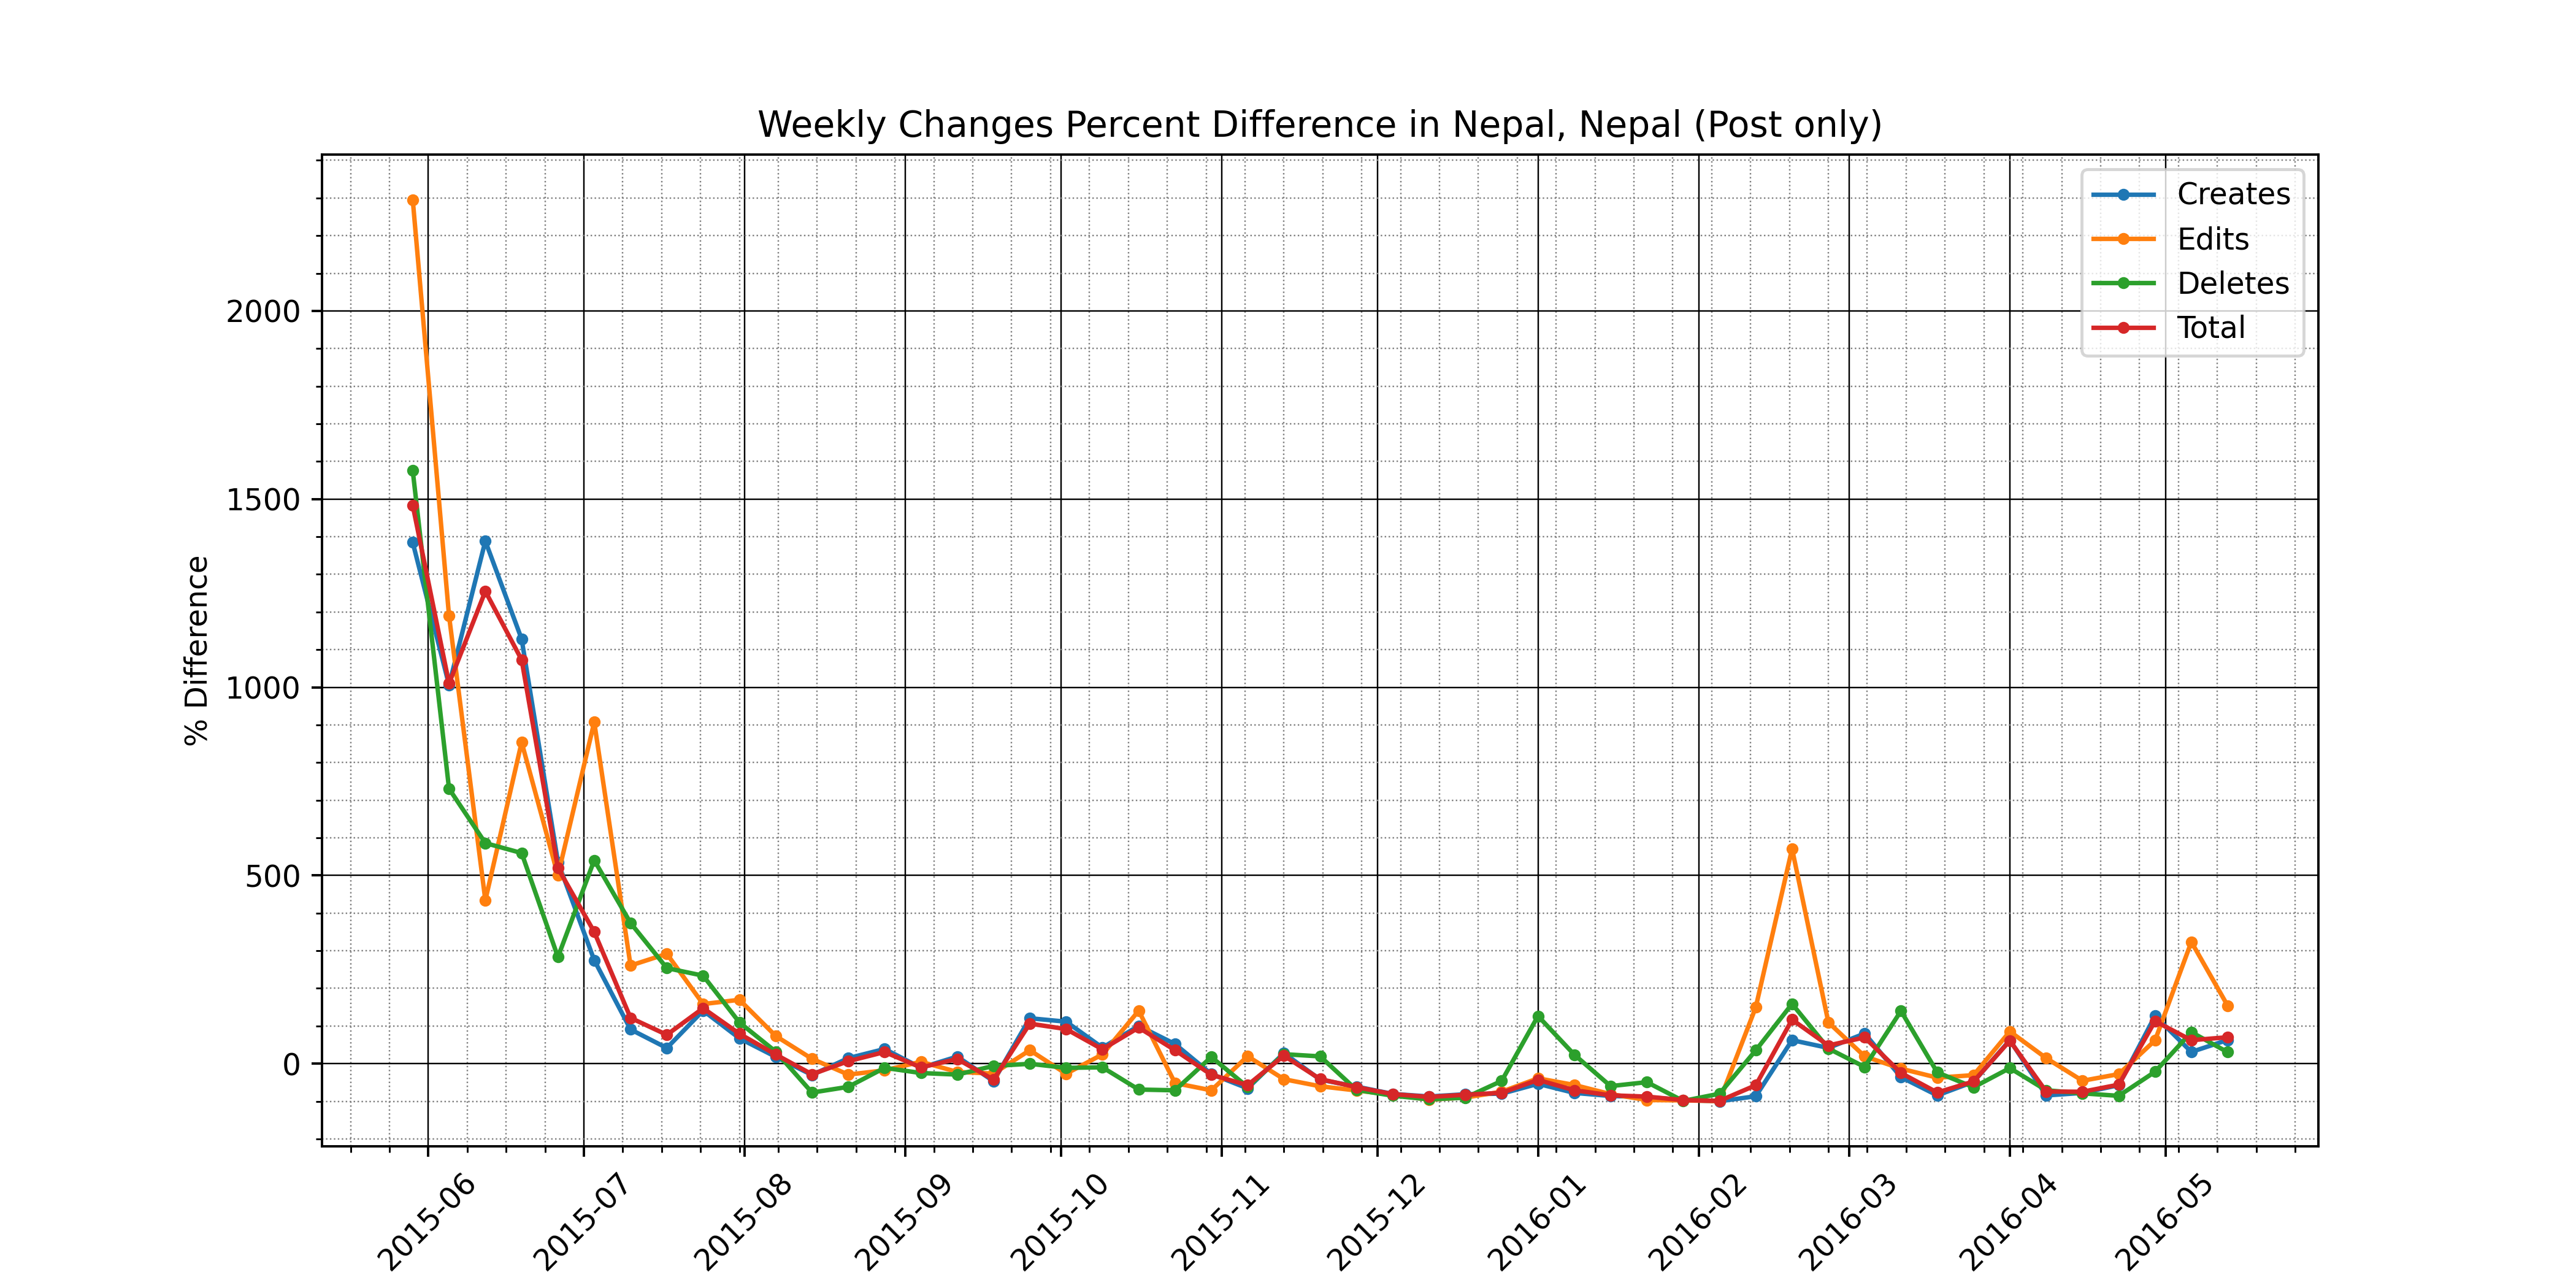 Weekly Changes Percent Difference in Nepal, Nepal (Post only)
Creates
Edits
Deletes
Total
% Difference
2000
1500
1000
500
0
2015-06
2015-07
2015-08
2015-09
2015-10
2015-11
2015-12
2016-01
2016-02
2016-03
2016-04
2016-05